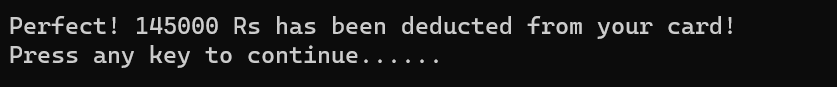 Perfect! 145000 Rs has been deducted from your card!
Press any key to continue......